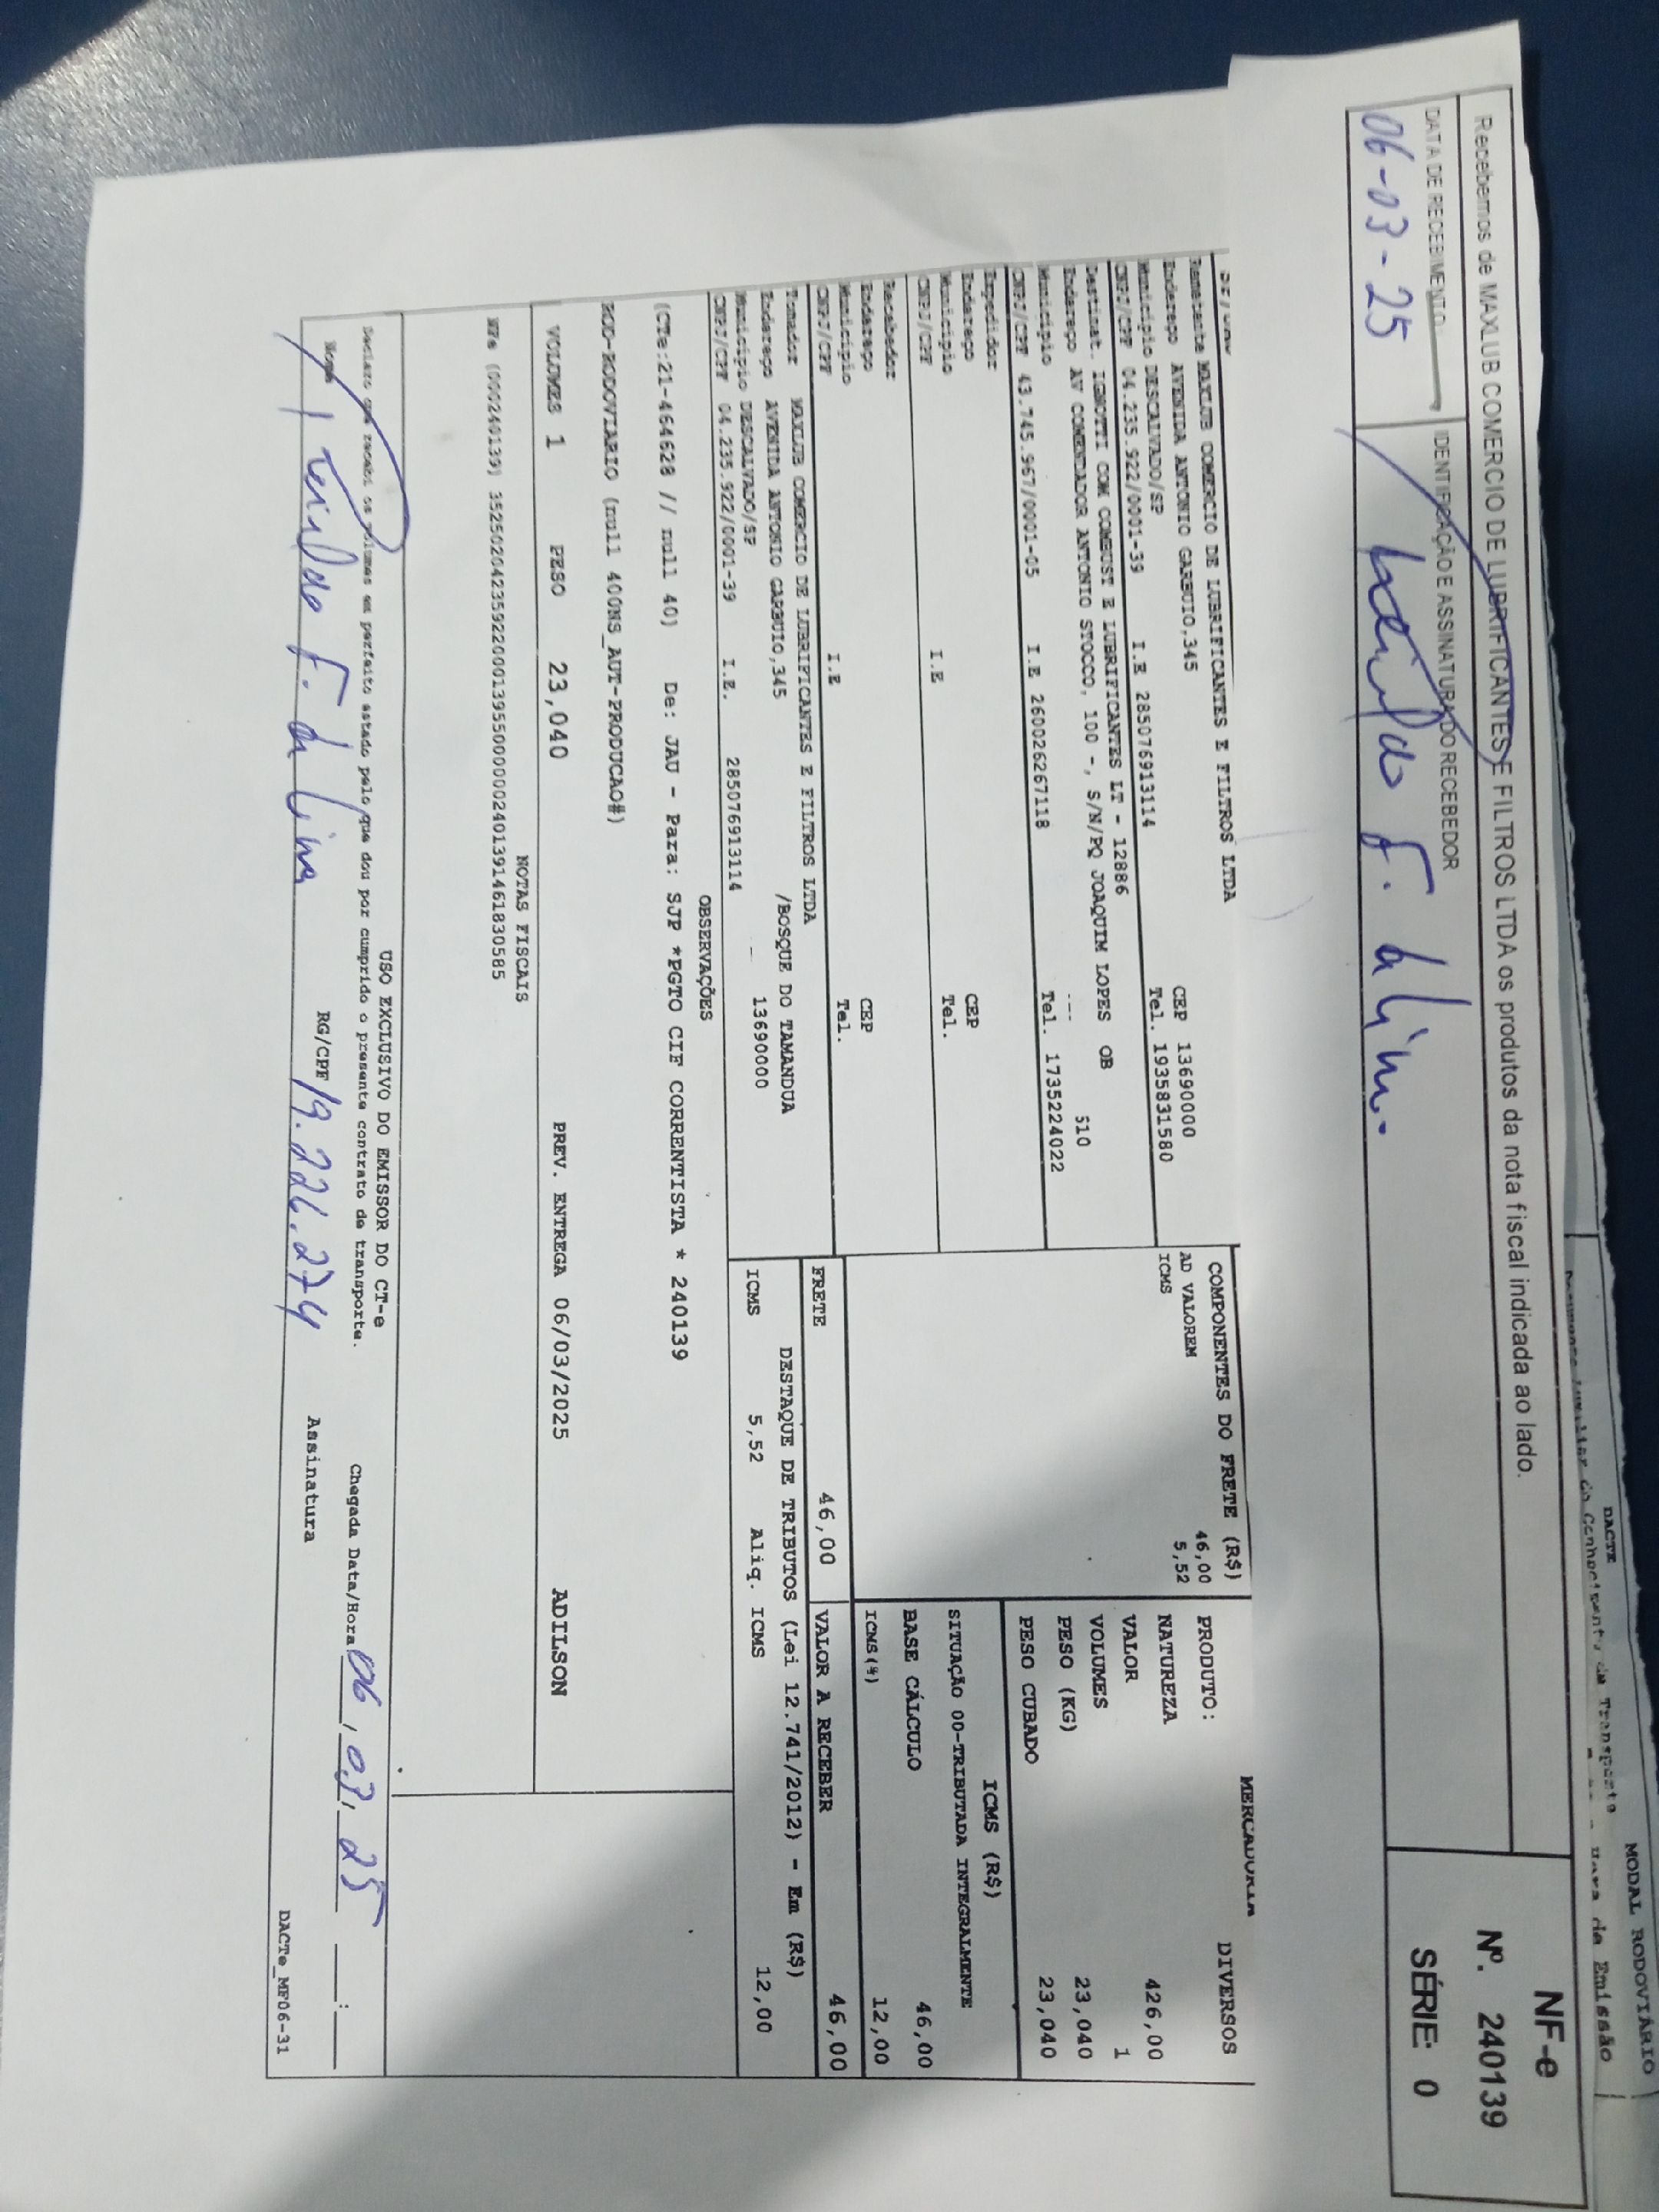 MODAL RODOVIÁRIO
DACTE
Recebemos de MAXLUB COMERCIO DE LUBRIFICANTES E FILTROS LTDA os produtos da nota fiscal indicada ao lado.
DATA DE RECEBIMENTO
IDENTIFICAÇÃO E ASSINATURA DO RECEBEDOR
06-03-25
NF-e
Nº. 240139
SÉRIE: 0
Remetente MAXLUB COMERCIO DE LUBRIFICANTES E FILTROS LTDA
Endereço AVENIDA ANTONIO GARBUIO,345 CEP 13690000
Município DESCALVADO/SP Tel. 1935831580
CNPJ/CPF 04.235.922/0001-39 I.E 285076913114
Destinat. IGNOTTI COM COMBUST E LUBRIFICANTES LT - 12886
Endereço AV COMENDADOR ANTONIO STOCCO, 100 -, S/N/PQ JOAQUIM LOPES OB 510
Município Tel. 1735224022
CNPJ/CPF 43.745.967/0001-05 I.E 260026267118
Expedidor
Endereço CEP
Município Tel.
CNPJ/CPF I.E
Recebedor
Endereço CEP
Município Tel.
CNPJ/CPF I.E
Tomador MAXLUB COMERCIO DE LUBRIFICANTES E FILTROS LTDA
Endereço AVENIDA ANTONIO GARBUIO,345 /BOSQUE DO TAMANDUA
Município DESCALVADO/SP 13690000
CNPJ/CPF 04.235.922/0001-39 I.E. 285076913114
COMPONENTES DO FRETE (R$)
AD VALOREM 46,00
ICMS 5,52
MERCADORIA
PRODUTO: DIVERSOS
NATUREZA
VALOR 426,00
VOLUMES 1
PESO (KG) 23,040
PESO CUBADO 23,040
ICMS (R$)
SITUAÇÃO 00-TRIBUTADA INTEGRALMENTE
BASE CÁLCULO 46,00
ICMS(%) 12,00
FRETE 46,00 VALOR A RECEBER 46,00
DESTAQUE DE TRIBUTOS (Lei 12.741/2012) - Em (R$)
ICMS 5,52 Aliq. ICMS 12,00
OBSERVAÇÕES
(CTe:21-464628 // null 40) De: JAU - Para: SJP *PGTO CIF CORRENTISTA * 240139
ROD-RODOVIARIO (null 400NS_AUT-PRODUCAO#)
VOLUMES 1 PESO 23,040 PREV. ENTREGA 06/03/2025 ADILSON
NOTAS FISCAIS
NFe (000240139) 35250204235922000139550000002401391461830585
USO EXCLUSIVO DO EMISSOR DO CT-e
Declaro que recebi os volumes em perfeito estado pelo que dou por cumprido o presente contrato de transporte.
Chegada Data/Hora 06/03/25 __:__
Nome F. de Lima RG/CPF 19.226.274 Assinatura
DACTe_MF06-31